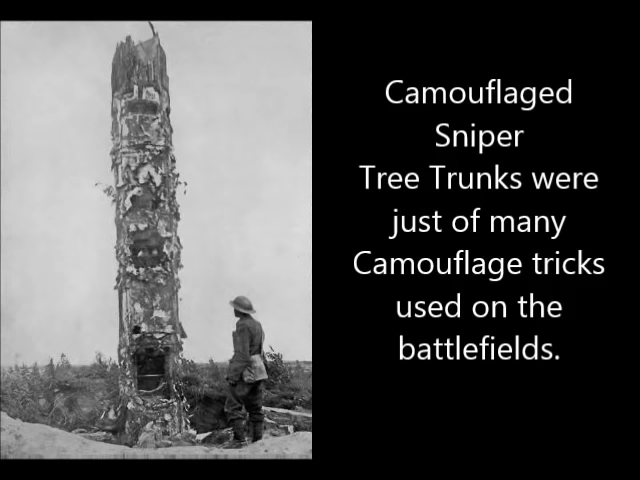 Camouflaged
Sniper
Tree Trunks were
just of many
Camouflage tricks
used on the
battlefields.